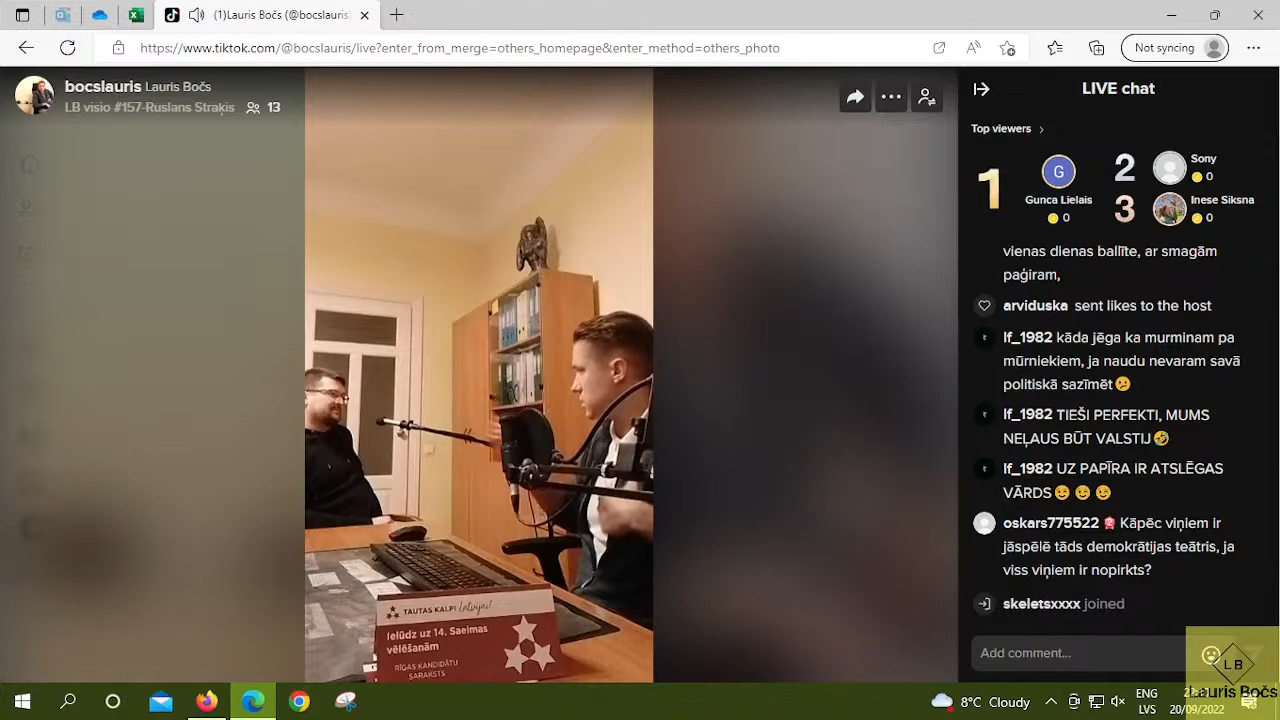 (1)Lauris Bočs (@bocslauris
https://www.tiktok.com/@bocslauris/live?enter_from_merge=others_homepage&enter_method=others_photo
Not syncing
bocslauris Lauris Bočs
LB visio #157-Ruslans Straķis 13
LIVE chat
Top viewers
1
G
Gunca Lielais
0
2
Sony
0
3
Inese Siksna
0
vienas dienas ballīte, ar smagām
paģiram,
arviduska sent likes to the host
lf_1982 kāda jēga ka murminam pa
mūrniekiem, ja naudu nevaram savā
politiskā sazīmēt😕
lf_1982 TIEŠI PERFEKTI, MUMS
NEĻAUS BŪT VALSTIJ🤣
lf_1982 UZ PAPĪRA IR ATSLĒGAS
VĀRDS😊😊😊
oskars775522 Kāpēc viņiem ir
jāspēlē tāds demokrātijas teātris, ja
viss viņiem ir nopirkts?
skeletsxxxx joined
Add comment...
TAUTAS KALPI Latvijai!
Ielūdz uz 14. Saeimas
vēlēšanām
RĪGAS KANDIDĀTU
SARAKSTS
LB
Lauris Bočs
8°C Cloudy
ENG
LVS
20/09/2022